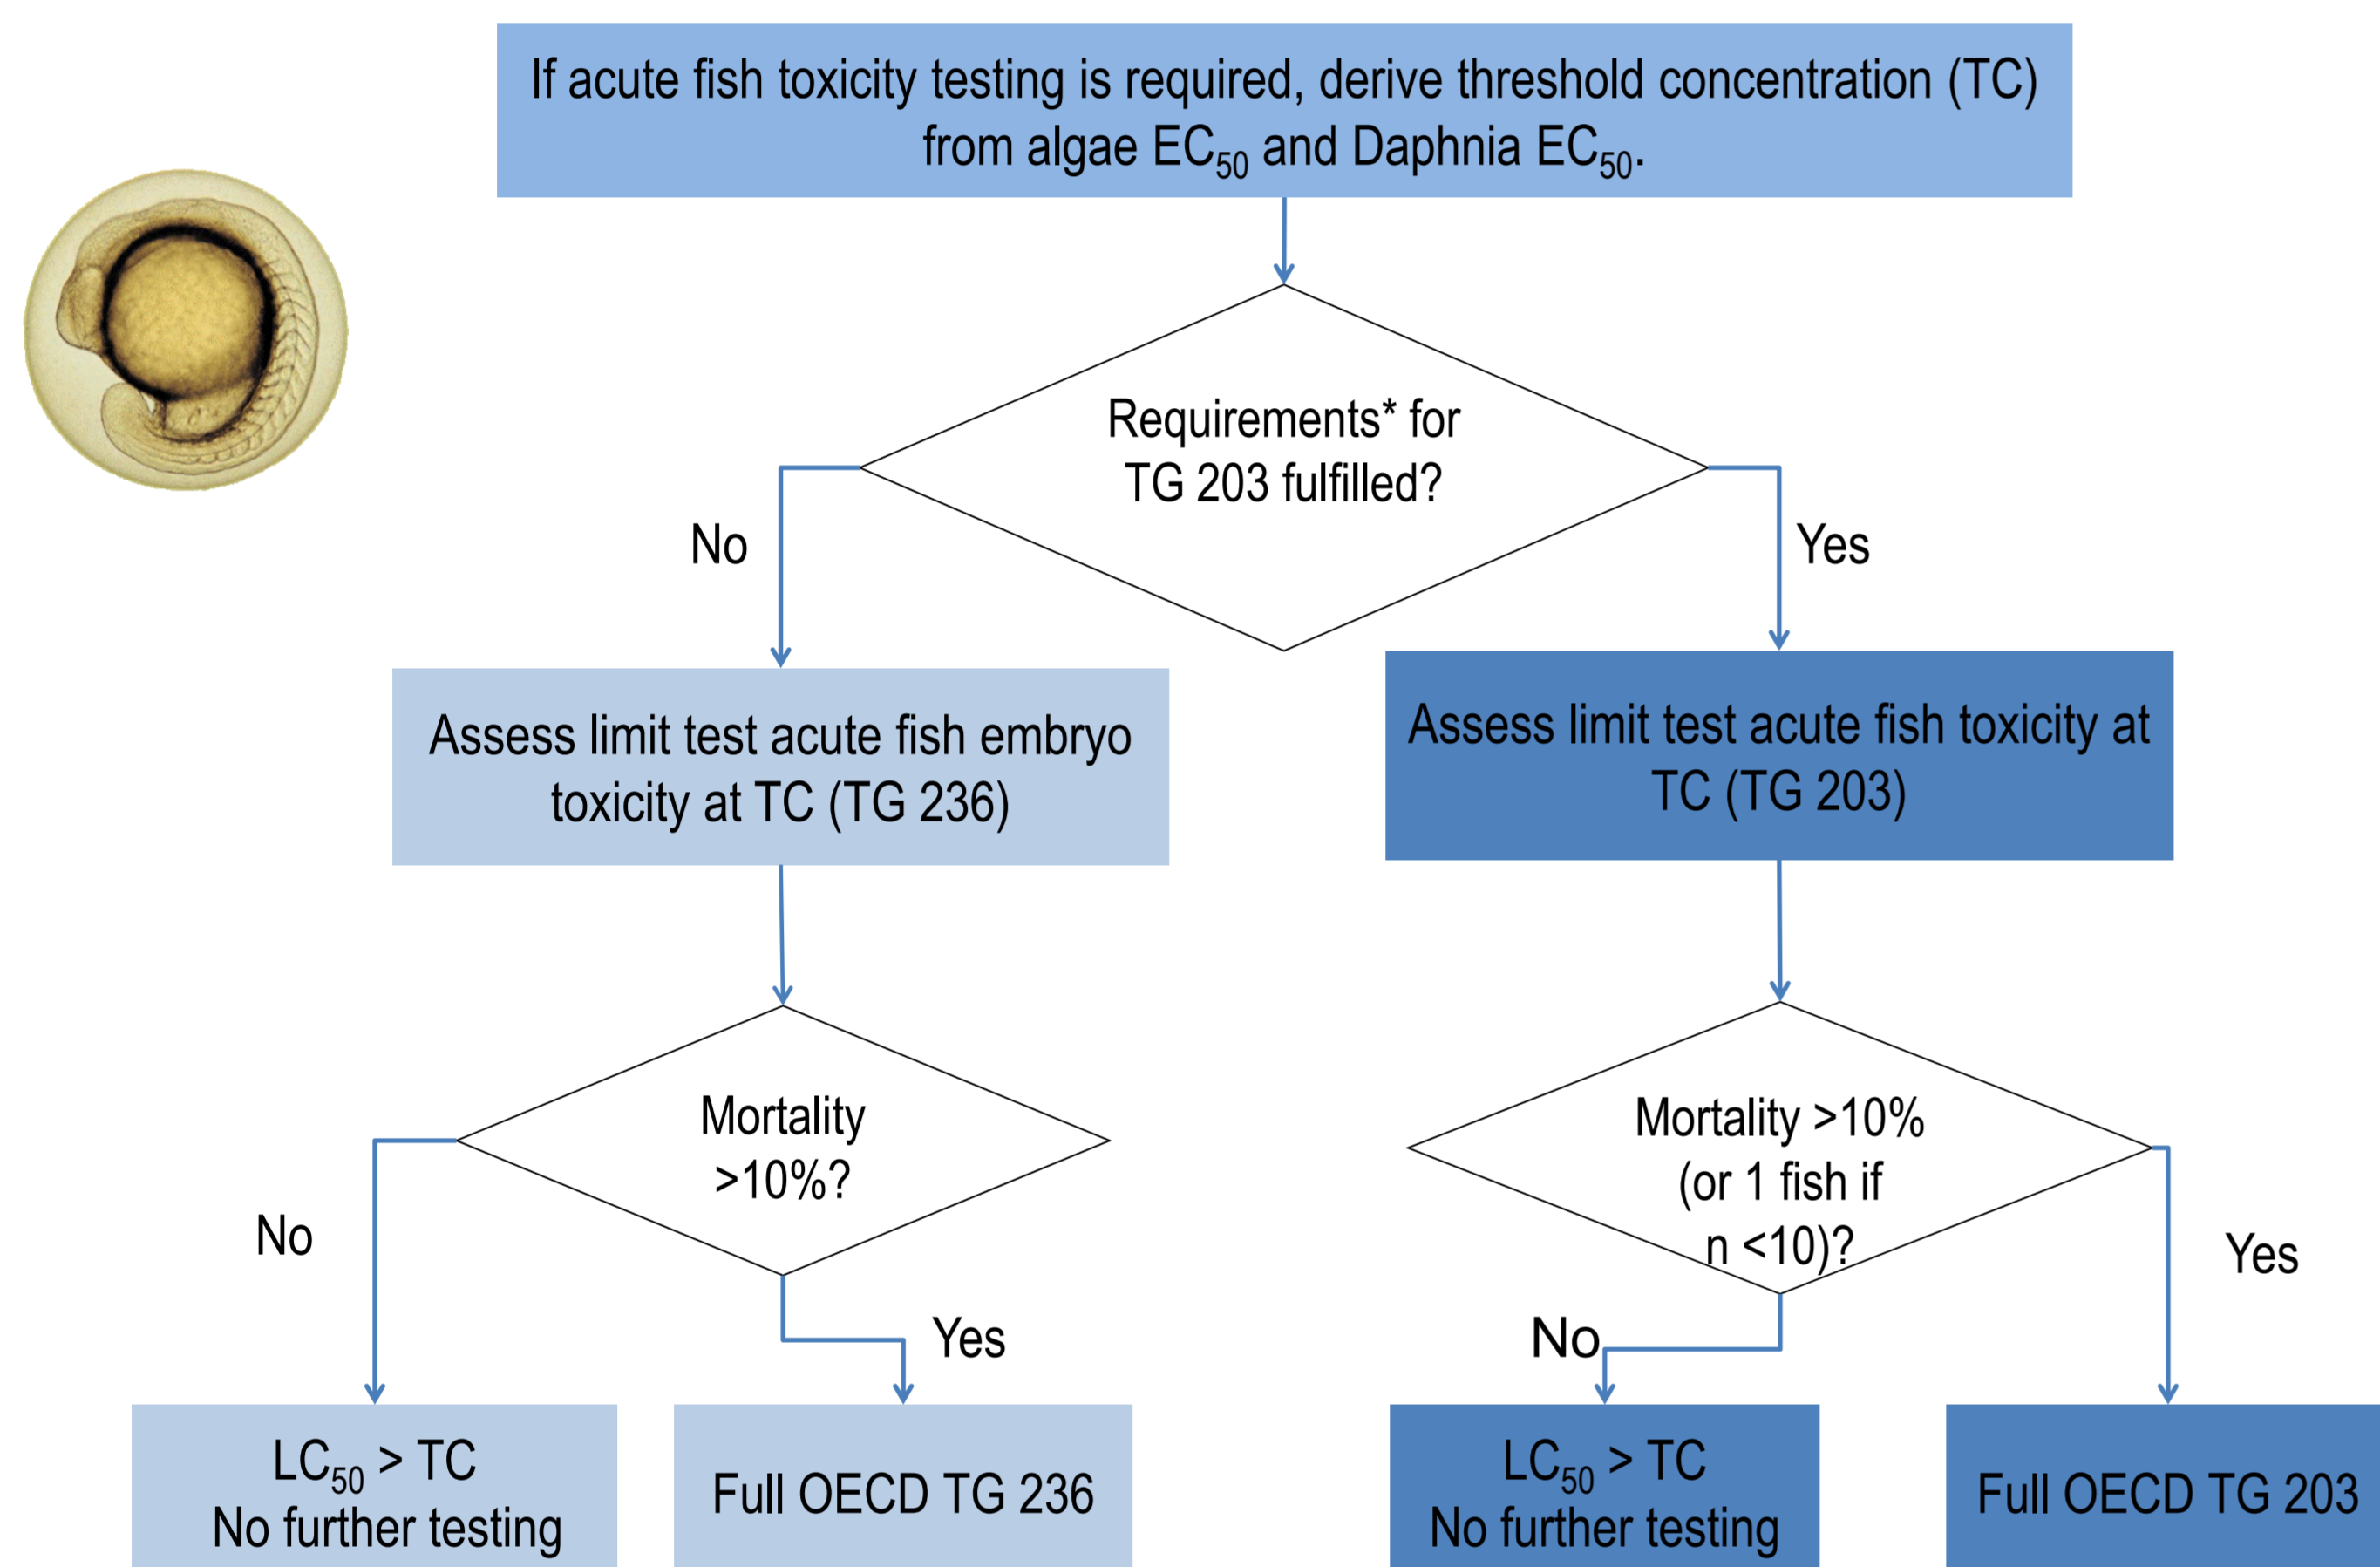 If acute fish toxicity testing is required, derive threshold concentration (TC)
from algae EC50 and Daphnia EC50.
Requirements* for
TG 203 fulfilled?
No
Yes
Assess limit test acute fish embryo
toxicity at TC (TG 236)
Assess limit test acute fish toxicity at
TC (TG 203)
Mortality
>10%?
Mortality >10%
(or 1 fish if
n <10)?
No
Yes
No
Yes
LC50 > TC
No further testing
Full OECD TG 236
LC50 > TC
No further testing
Full OECD TG 203